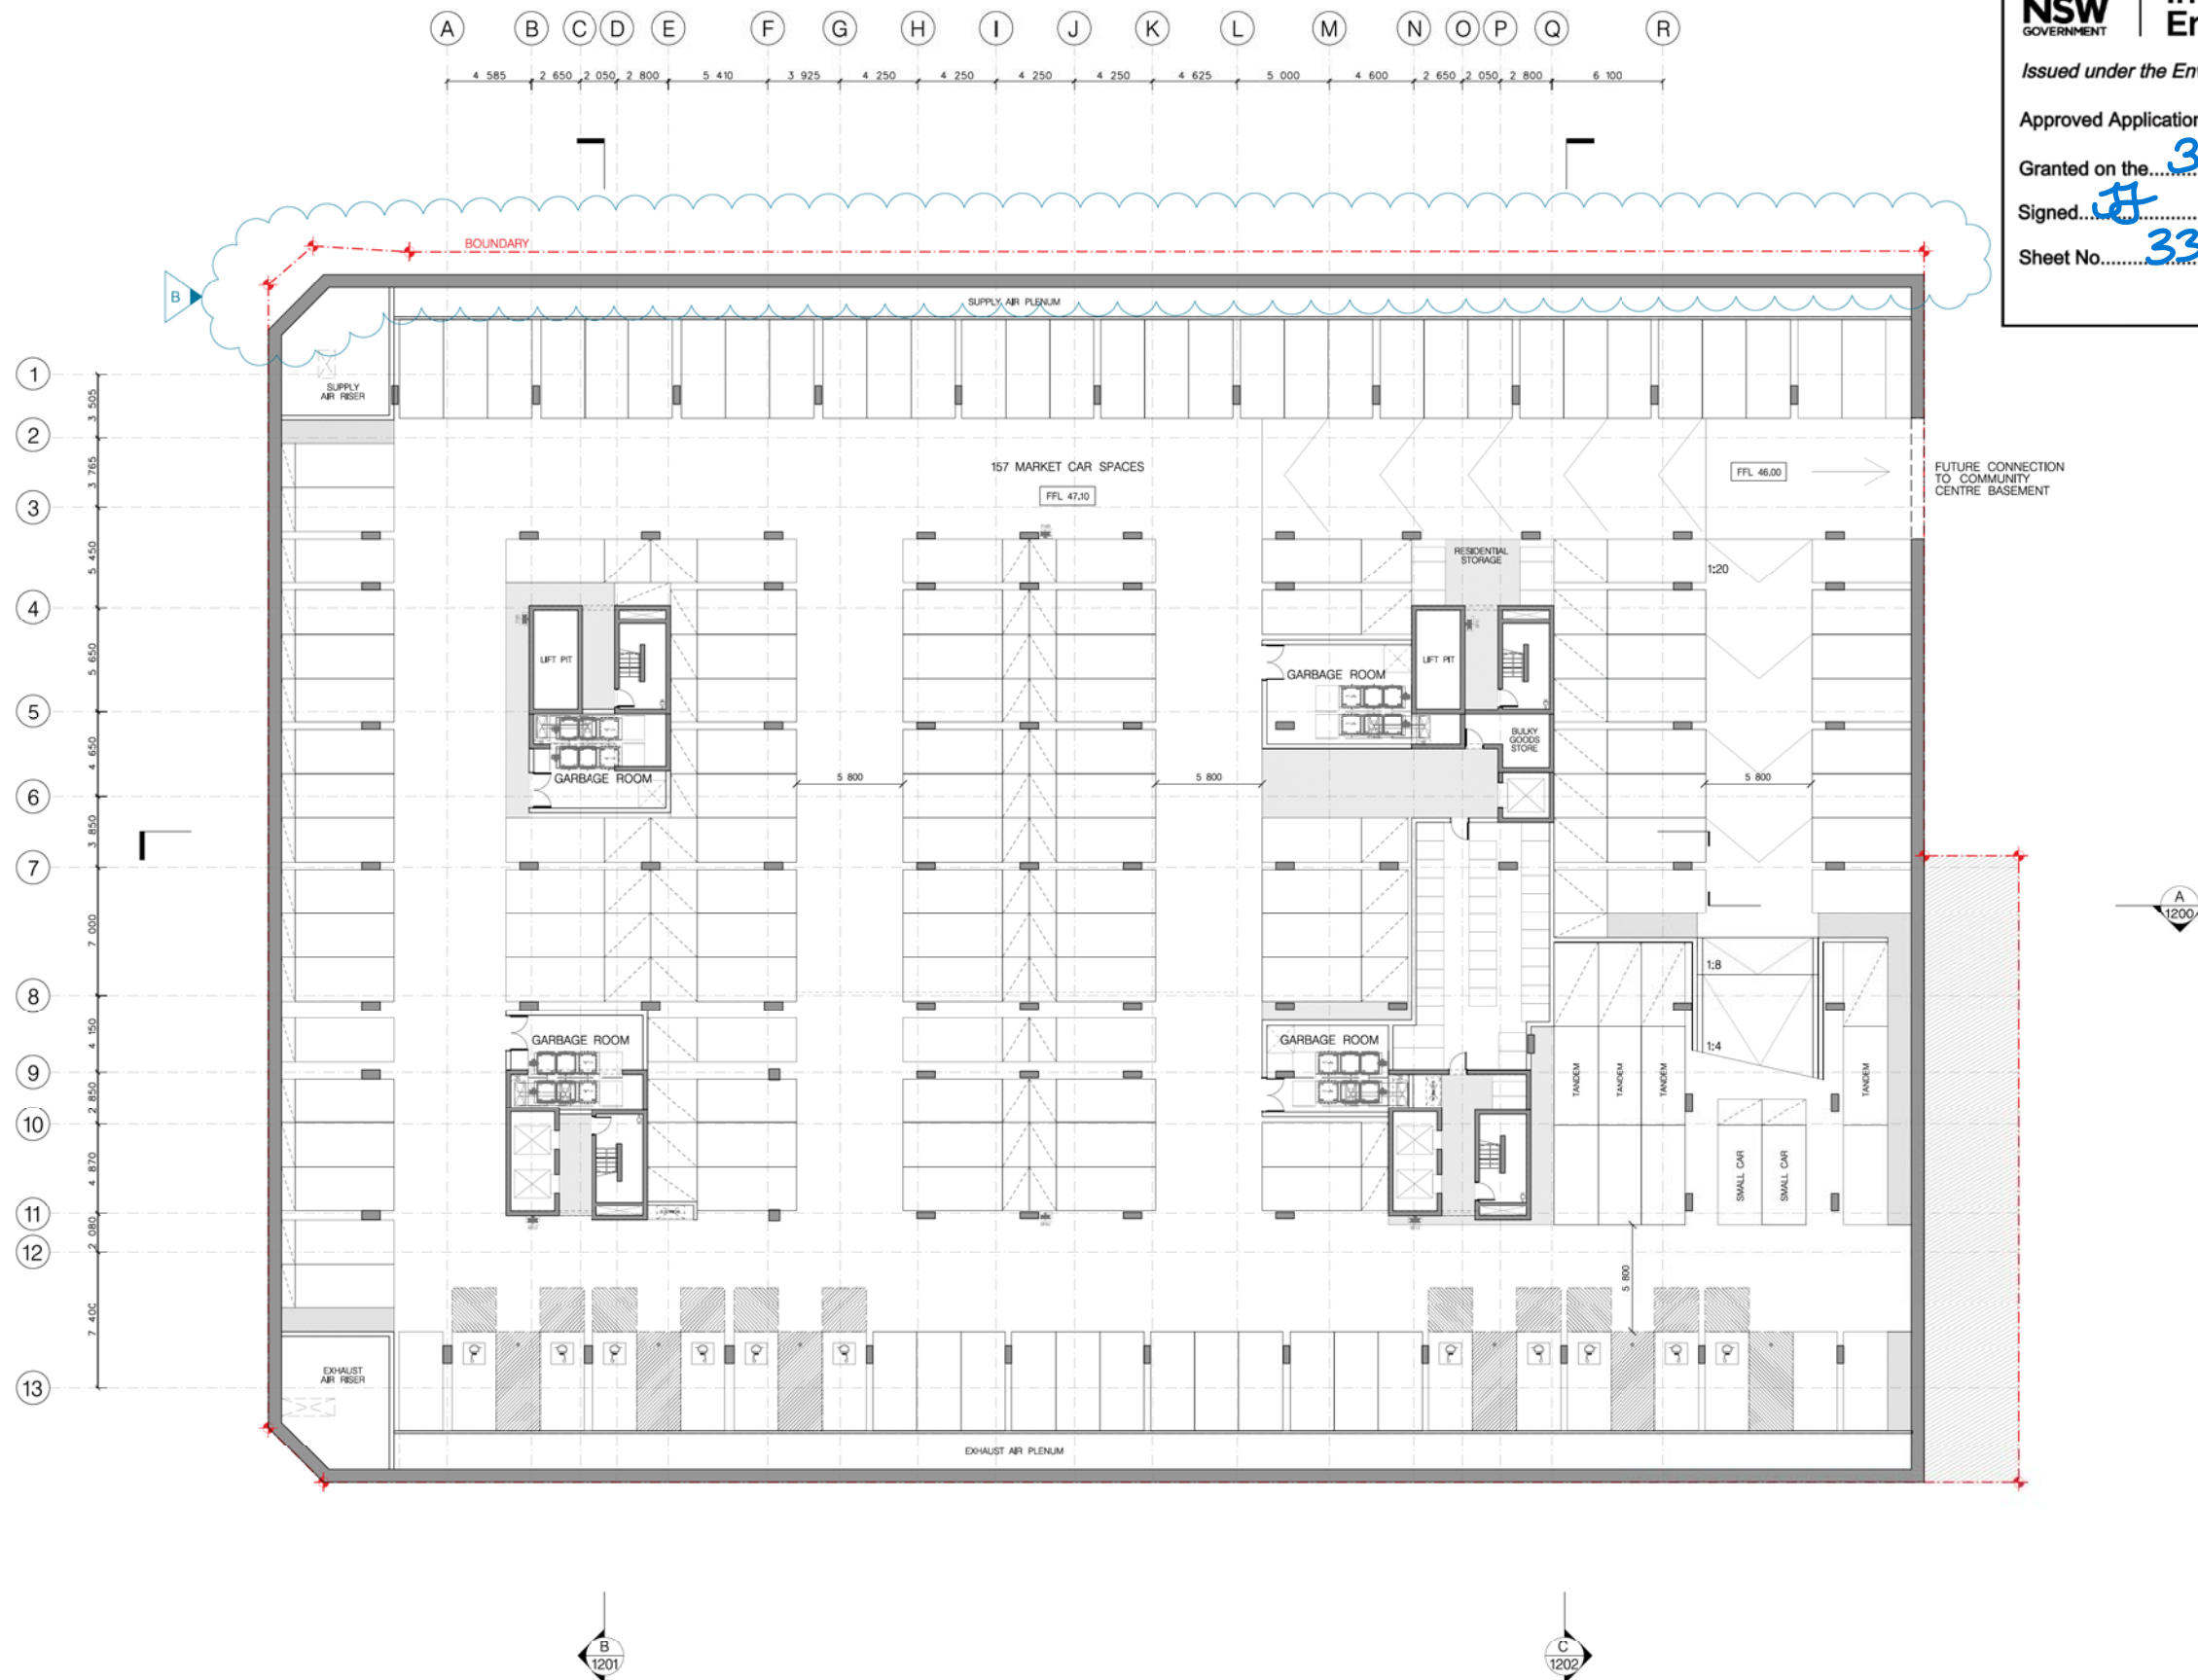 A B C D E F G H I J K L M N O P Q R
4 585 2 650 2 050 2 800 5 410 3 925 4 250 4 250 4 250 4 250 4 625 5 000 4 600 2 650 2 050 2 800 6 100
NSW
GOVERNMENT
Issued under the
Approved
Granted on the
Signed
Sheet No. 33
BOUNDARY
B
SUPPLY AIR PLENUM
1
SUPPLY
AIR RISER
3 505
2
157 MARKET CAR SPACES
FFL 46.00
FUTURE CONNECTION
TO COMMUNITY
CENTRE BASEMENT
3 765
FFL 47.10
3
5 450
RESIDENTIAL
STORAGE
1:20
4
5 650
LIFT PIT
LIFT PIT
GARBAGE ROOM
5
BULKY
GOODS
STORE
4 650
GARBAGE ROOM
5 800
5 800
5 800
6
3 850
7
7 000
A
1200
1:8
8
4 150
GARBAGE ROOM
GARBAGE ROOM
1:4
9
TANDEM
TANDEM
TANDEM
TANDEM
2 850
10
4 870
SMALL CAR
SMALL CAR
11
2 080
12
5 800
7 400
EXHAUST
AIR RISER
13
EXHAUST AIR PLENUM
B
1201
C
1202